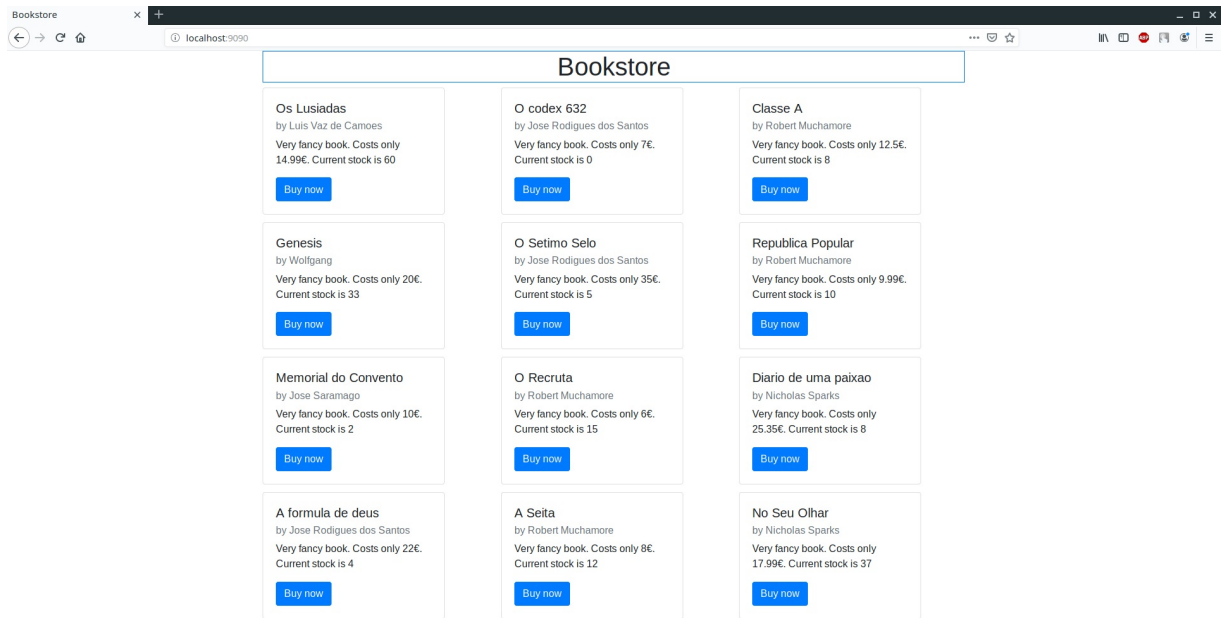 Bookstore
localhost:9090
Bookstore
Os Lusiadas
by Luis Vaz de Camoes
Very fancy book. Costs only
14.99€. Current stock is 60
Buy now
O codex 632
by Jose Rodigues dos Santos
Very fancy book. Costs only 7€.
Current stock is 0
Buy now
Classe A
by Robert Muchamore
Very fancy book. Costs only 12.5€.
Current stock is 8
Buy now
Genesis
by Wolfgang
Very fancy book. Costs only 20€.
Current stock is 33
Buy now
O Setimo Selo
by Jose Rodigues dos Santos
Very fancy book. Costs only 35€.
Current stock is 5
Buy now
Republica Popular
by Robert Muchamore
Very fancy book. Costs only 9.99€.
Current stock is 10
Buy now
Memorial do Convento
by Jose Saramago
Very fancy book. Costs only 10€.
Current stock is 2
Buy now
O Recruta
by Robert Muchamore
Very fancy book. Costs only 6€.
Current stock is 15
Buy now
Diario de uma paixao
by Nicholas Sparks
Very fancy book. Costs only
25.35€. Current stock is 8
Buy now
A formula de deus
by Jose Rodigues dos Santos
Very fancy book. Costs only 22€.
Current stock is 4
Buy now
A Seita
by Robert Muchamore
Very fancy book. Costs only 8€.
Current stock is 12
Buy now
No Seu Olhar
by Nicholas Sparks
Very fancy book. Costs only
17.99€. Current stock is 37
Buy now